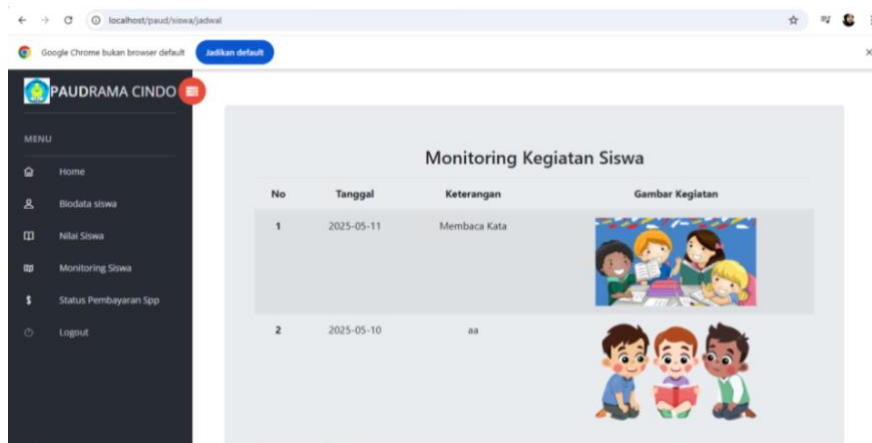 localhost/paud/siswa/jadwal
Google Chrome bukan browser default Jadikan default
PAUDRAMA CINDO
MENU
Home
Biodata siswa
Nilai Siswa
Monitoring Siswa
Status Pembayaran Spp
Logout
Monitoring Kegiatan Siswa
No Tanggal Keterangan Gambar Kegiatan
1 2025-05-11 Membaca Kata
2 2025-05-10 aa